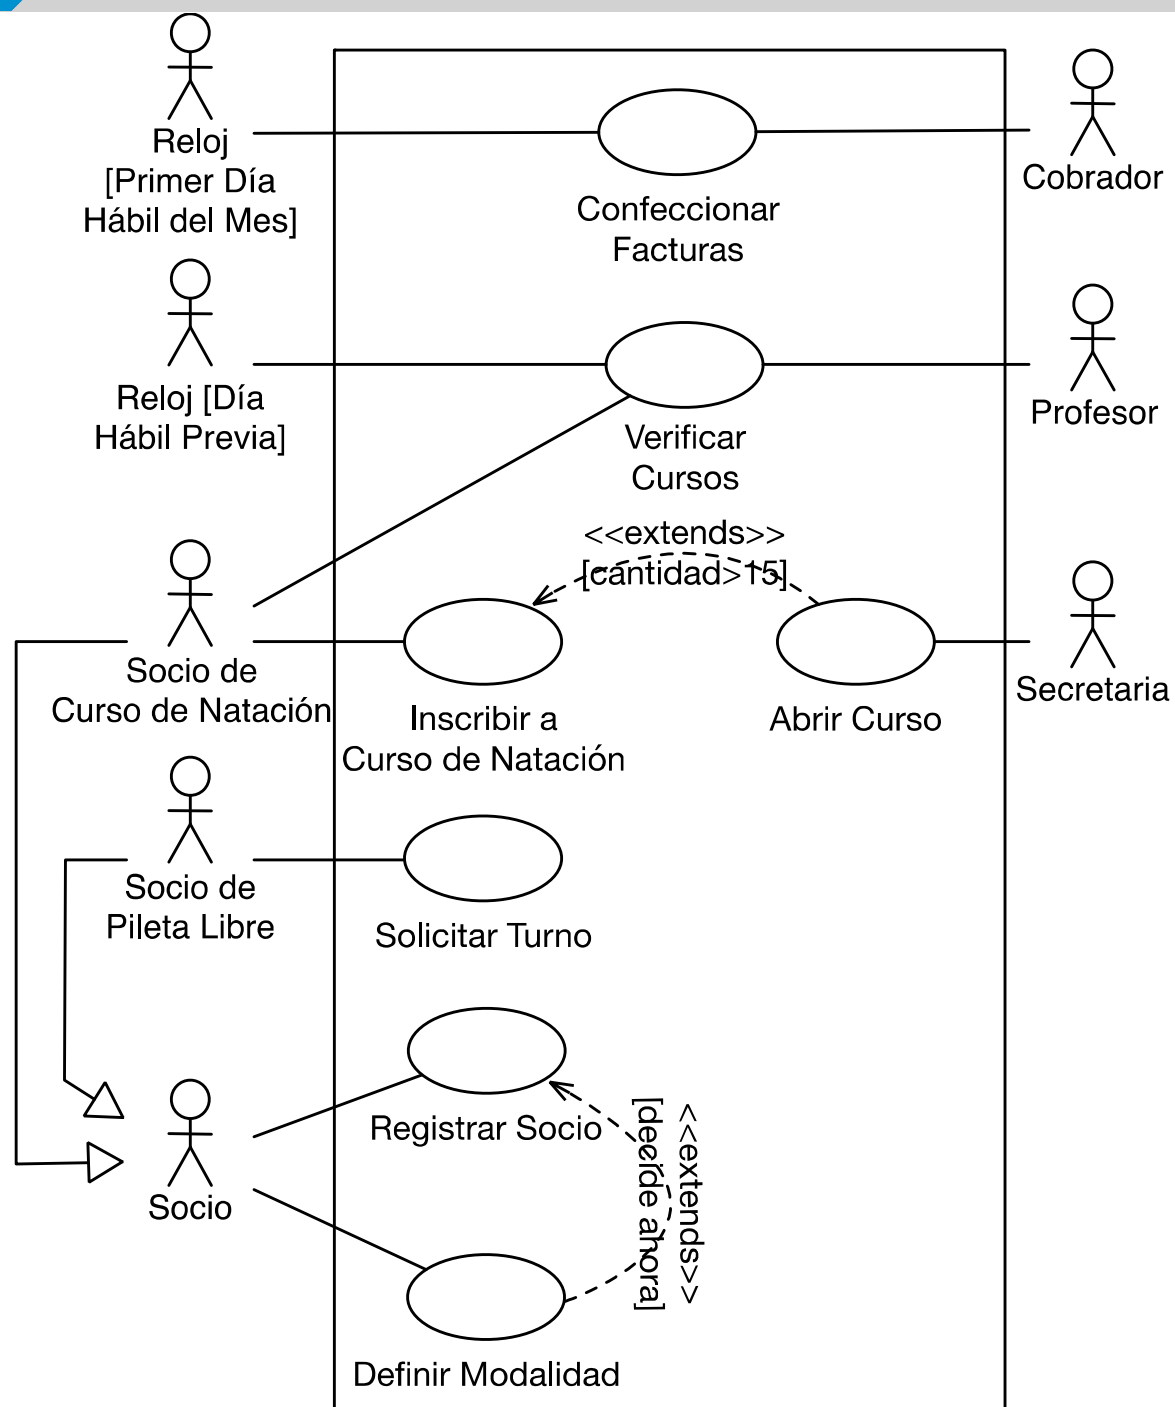 Reloj
[Primer Día
Hábil del Mes]
Confeccionar
Facturas
Cobrador
Reloj [Día
Hábil Previa]
Verificar
Cursos
Profesor
<<extends>>
[cantidad>15]
Socio de
Curso de Natación
Inscribir a
Curso de Natación
Abrir Curso
Secretaria
Socio de
Pileta Libre
Solicitar Turno
Registrar Socio
<<extends>>
[decide ahora]
Socio
Definir Modalidad